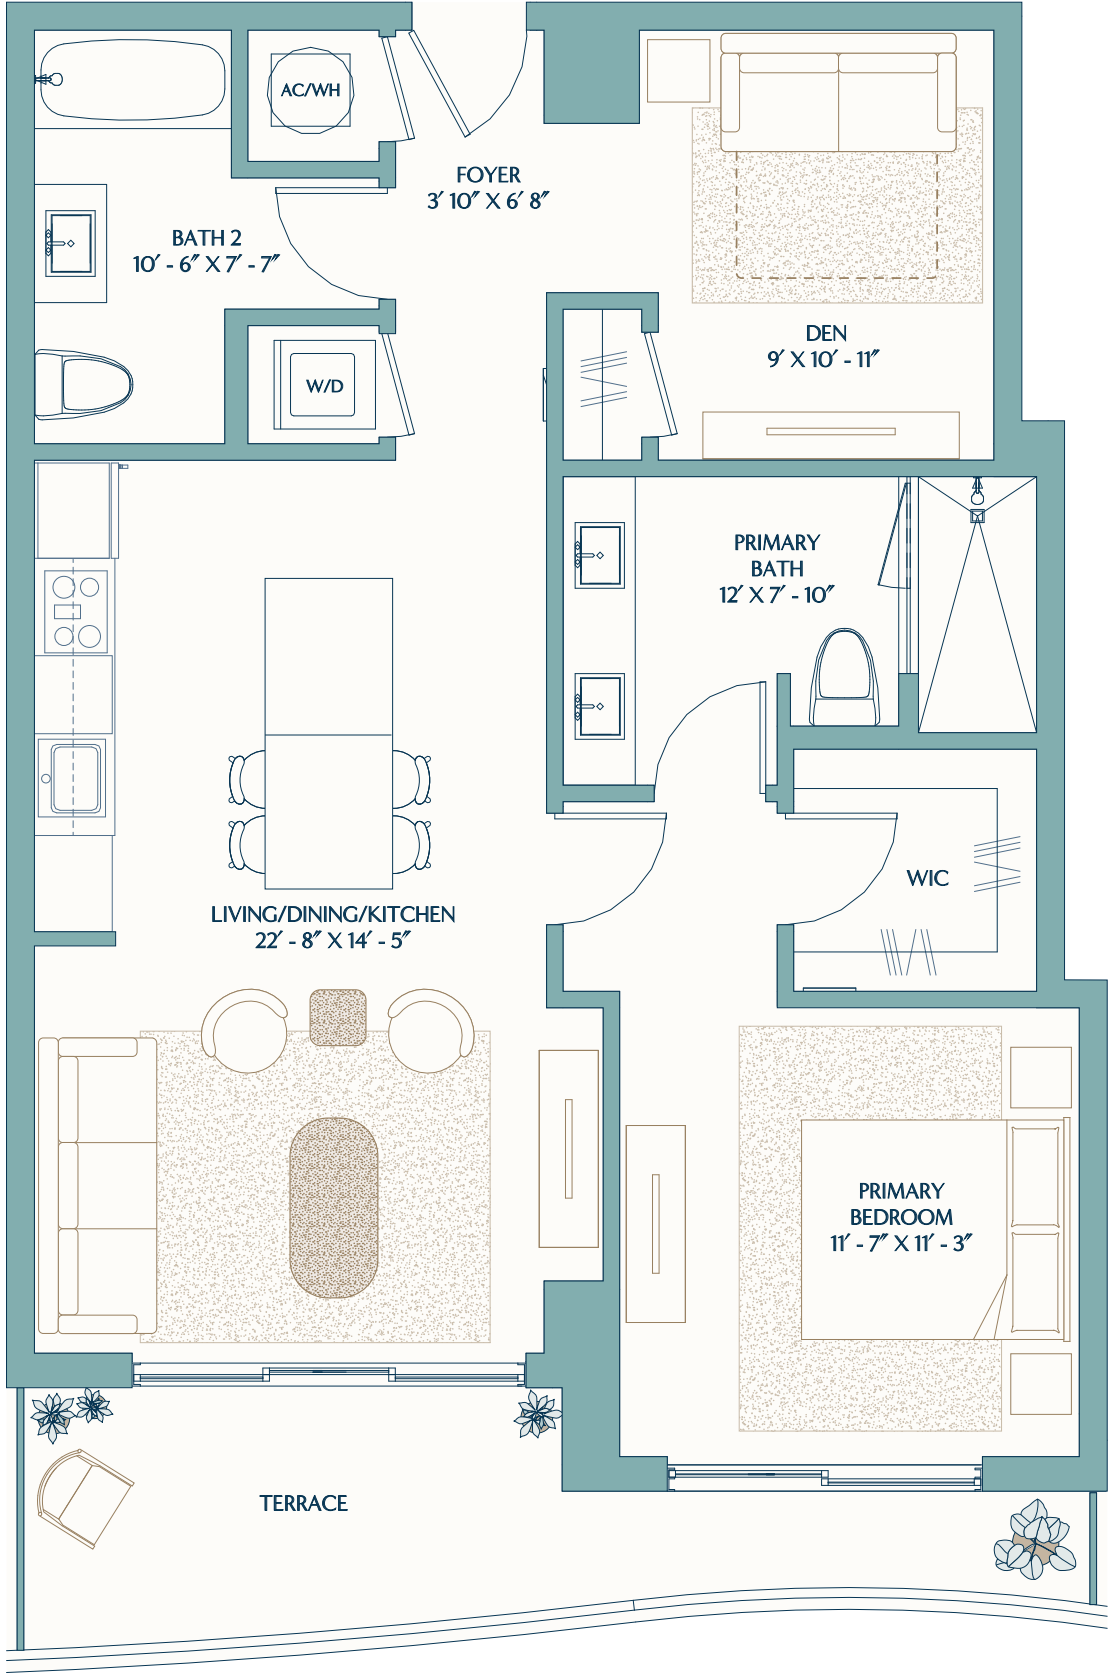 AC/WH
FOYER
3′ 10″ X 6′ 8″
BATH 2
10′ - 6″ X 7′ - 7″
DEN
9′ X 10′ - 11″
W/D
PRIMARY
BATH
12′ X 7′ - 10″
WIC
LIVING/DINING/KITCHEN
22′ - 8″ X 14′ - 5″
PRIMARY
BEDROOM
11′ - 7″ X 11′ - 3″
TERRACE